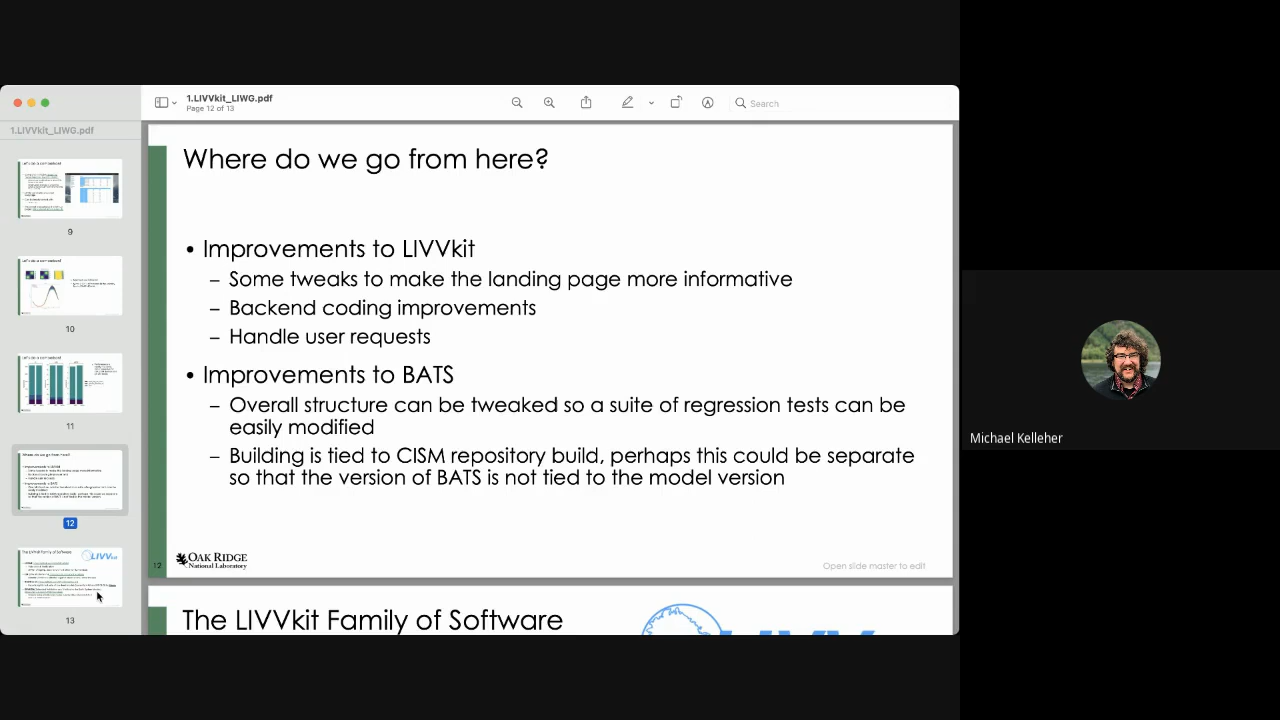 1.LIVVkit_LIWG.pdf
Page 12 of 13
Search
1.LIVVkit_LIWG.pdf
9
10
11
12
13
Where do we go from here?
• Improvements to LIVVkit
– Some tweaks to make the landing page more informative
– Backend coding improvements
– Handle user requests
• Improvements to BATS
– Overall structure can be tweaked so a suite of regression tests can be
easily modified
– Building is tied to CISM repository build, perhaps this could be separate
so that the version of BATS is not tied to the model version
12
OAK RIDGE
National Laboratory
Open slide master to edit
The LIVVkit Family of Software
Michael Kelleher